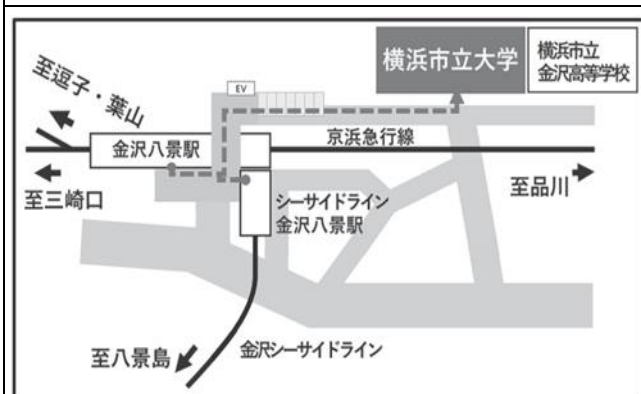 横浜市立大学
横浜市立
金沢高等学校
EV
至逗子・葉山
金沢八景駅
京浜急行線
至三崎口
至品川
シーサイドライン
金沢八景駅
至八景島
金沢シーサイドライン